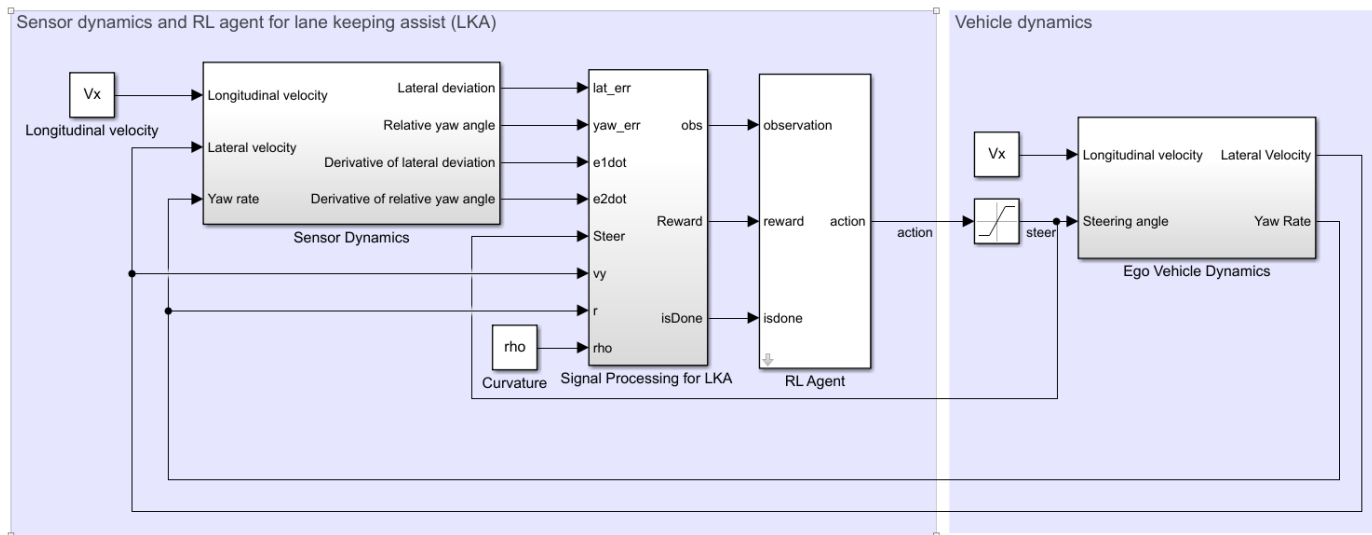 Sensor dynamics and RL agent for lane keeping assist (LKA)
Vx
Longitudinal velocity
Longitudinal velocity
Lateral velocity
Yaw rate
Lateral deviation
Relative yaw angle
Derivative of lateral deviation
Derivative of relative yaw angle
Sensor Dynamics
rho
Curvature
lat_err
yaw_err
e1dot
e2dot
Steer
vy
r
rho
obs
Reward
isDone
Signal Processing for LKA
observation
reward
isdone
action
RL Agent
action
Vehicle dynamics
Vx
steer
Longitudinal velocity
Steering angle
Lateral Velocity
Yaw Rate
Ego Vehicle Dynamics